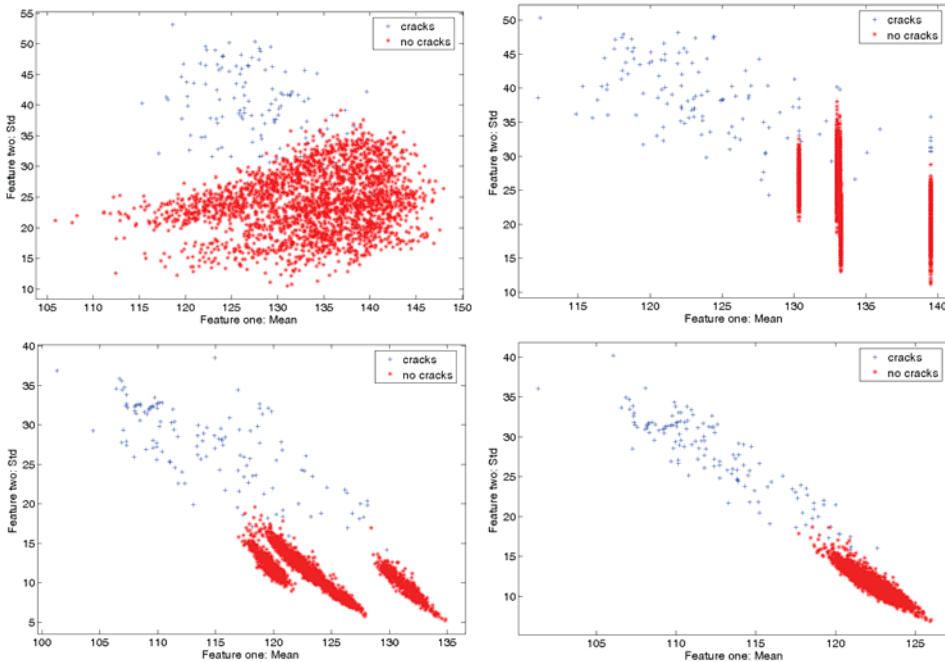 55
50
45
40
35
30
25
20
15
10
105 110 115 120 125 130 135 140 145 150
Feature two: Std
Feature one: Mean
+ cracks
* no cracks
50
45
40
35
30
25
20
15
10
115 120 125 130 135 140
Feature two: Std
Feature one: Mean
+ cracks
* no cracks
40
35
30
25
20
15
10
5
100 105 110 115 120 125 130 135
Feature two: Std
Feature one: Mean
+ cracks
* no cracks
40
35
30
25
20
15
10
105 110 115 120 125
Feature two: Std
Feature one: Mean
+ cracks
* no cracks